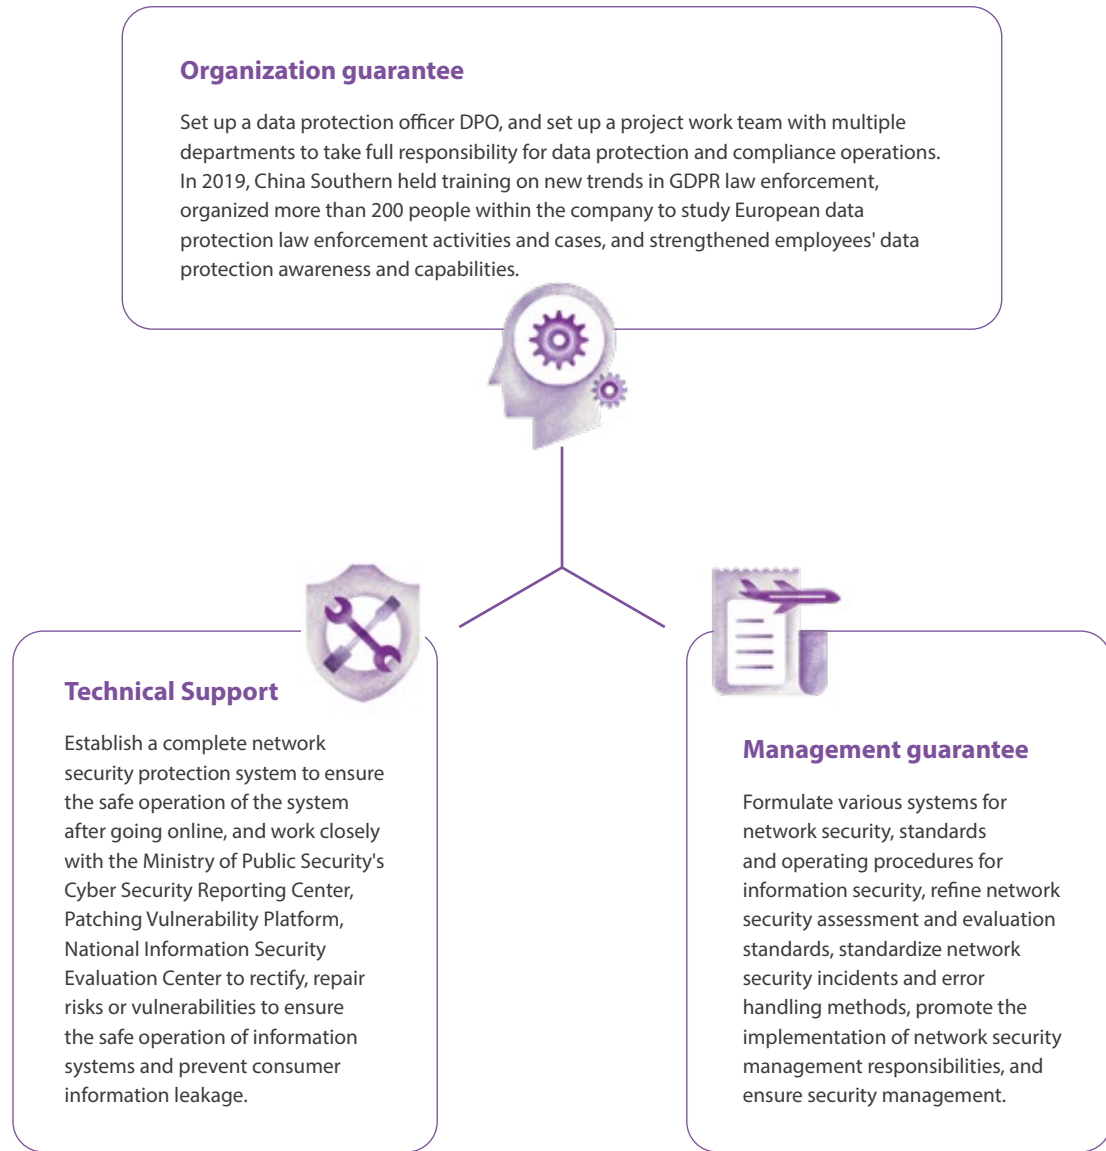 Organization guarantee
Set up a data protection officer DPO, and set up a project work team with multiple
departments to take full responsibility for data protection and compliance operations.
In 2019, China Southern held training on new trends in GDPR law enforcement,
organized more than 200 people within the company to study European data
protection law enforcement activities and cases, and strengthened employees' data
protection awareness and capabilities.
Technical Support
Establish a complete network
security protection system to ensure
the safe operation of the system
after going online, and work closely
with the Ministry of Public Security's
Cyber Security Reporting Center,
Patching Vulnerability Platform,
National Information Security
Evaluation Center to rectify, repair
risks or vulnerabilities to ensure
the safe operation of information
systems and prevent consumer
information leakage.
Management guarantee
Formulate various systems for
network security, standards
and operating procedures for
information security, refine network
security assessment and evaluation
standards, standardize network
security incidents and error
handling methods, promote the
implementation of network security
management responsibilities, and
ensure security management.